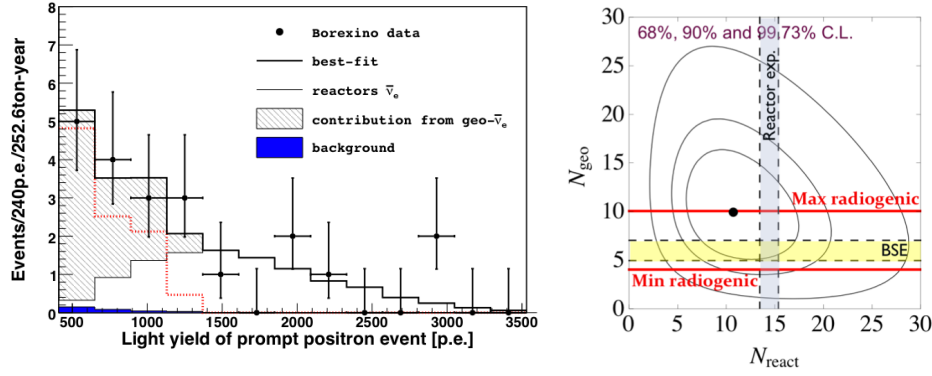 Events/240p.e./252.6ton-year
8
7
6
5
4
3
2
1
0
Borexino data
best-fit
reactors ν̅e
contribution from geo-ν̅e
background
500 1000 1500 2000 2500 3000 3500
Light yield of prompt positron event [p.e.]
68%, 90% and 99.73% C.L.
Reactor exp.
Ngeo
30
25
20
15
10
5
0
Max radiogenic
BSE
Min radiogenic
0 5 10 15 20 25 30
Nreact